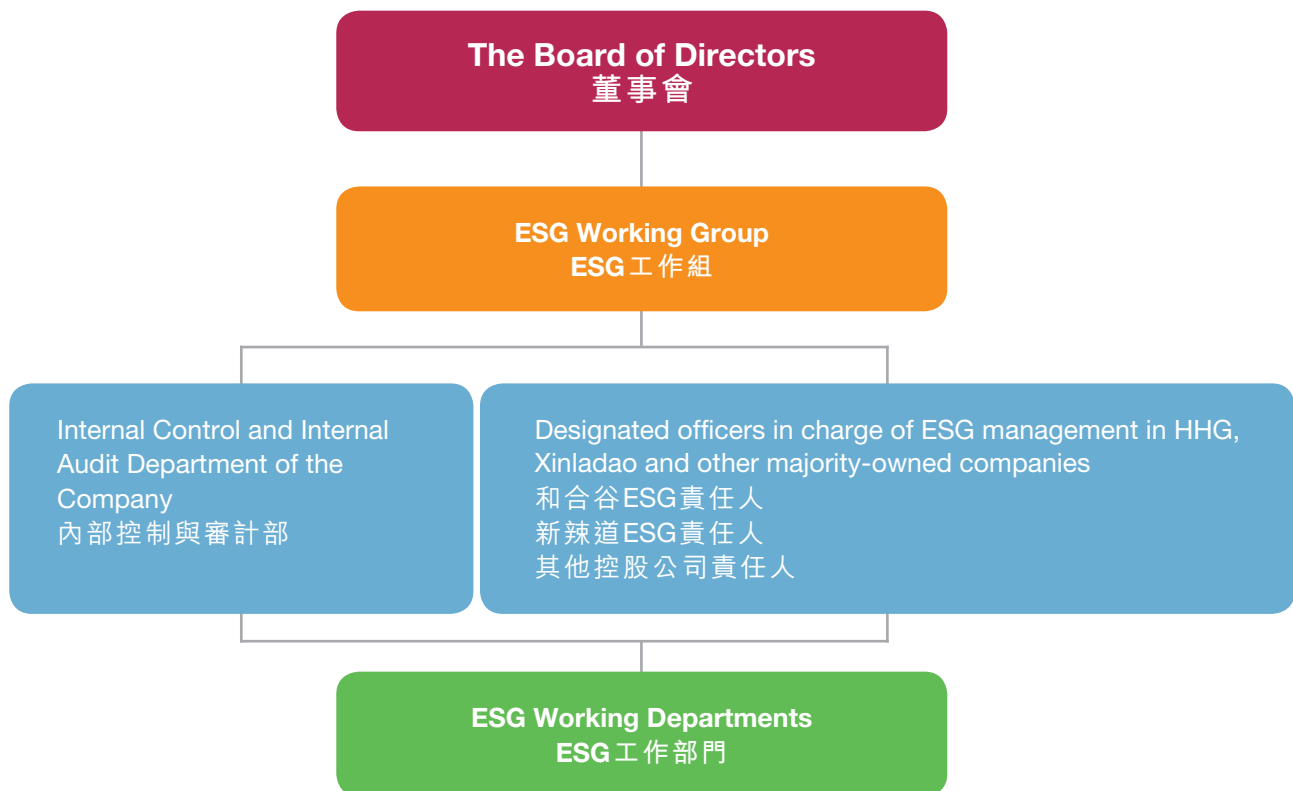 The Board of Directors
董事會
ESG Working Group
ESG工作組
Internal Control and Internal
Audit Department of the
Company
內部控制與審計部
Designated officers in charge of ESG management in HHG,
Xinladao and other majority-owned companies
和合谷ESG責任人
新辣道ESG責任人
其他控股公司責任人
ESG Working Departments
ESG工作部門